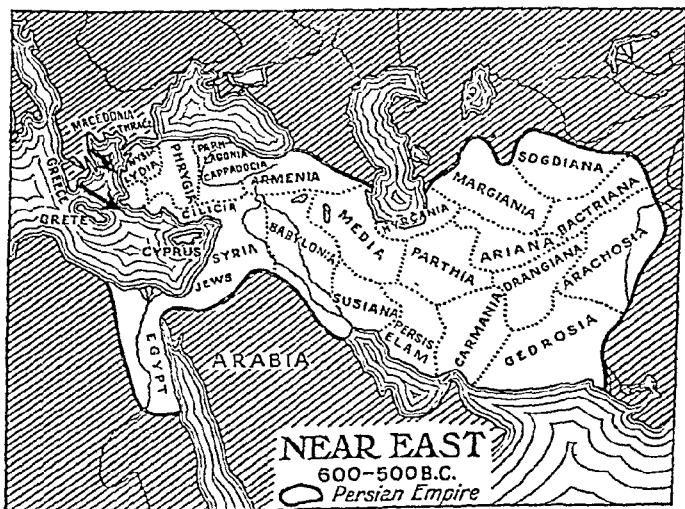 MACEDONIA
THRACE
GREECE
CRETE
MYSIA
LYDIA
PHRYGIA
PAPHLAGONIA
CAPPADOCIA
ARMENIA
CILICIA
CYPRUS
SYRIA
JEWS
EGYPT
ARABIA
BABYLONIA
MEDIA
SUSIANA
PERSIS
ELAM
HYRCANIA
PARTHIA
MARGIANA
SOGDIANA
BACTRIANA
ARIANA
DRANGIANA
ARACHOSIA
CARMANIA
GEDROSIA
NEAR EAST
600-500 B.C.
Persian Empire